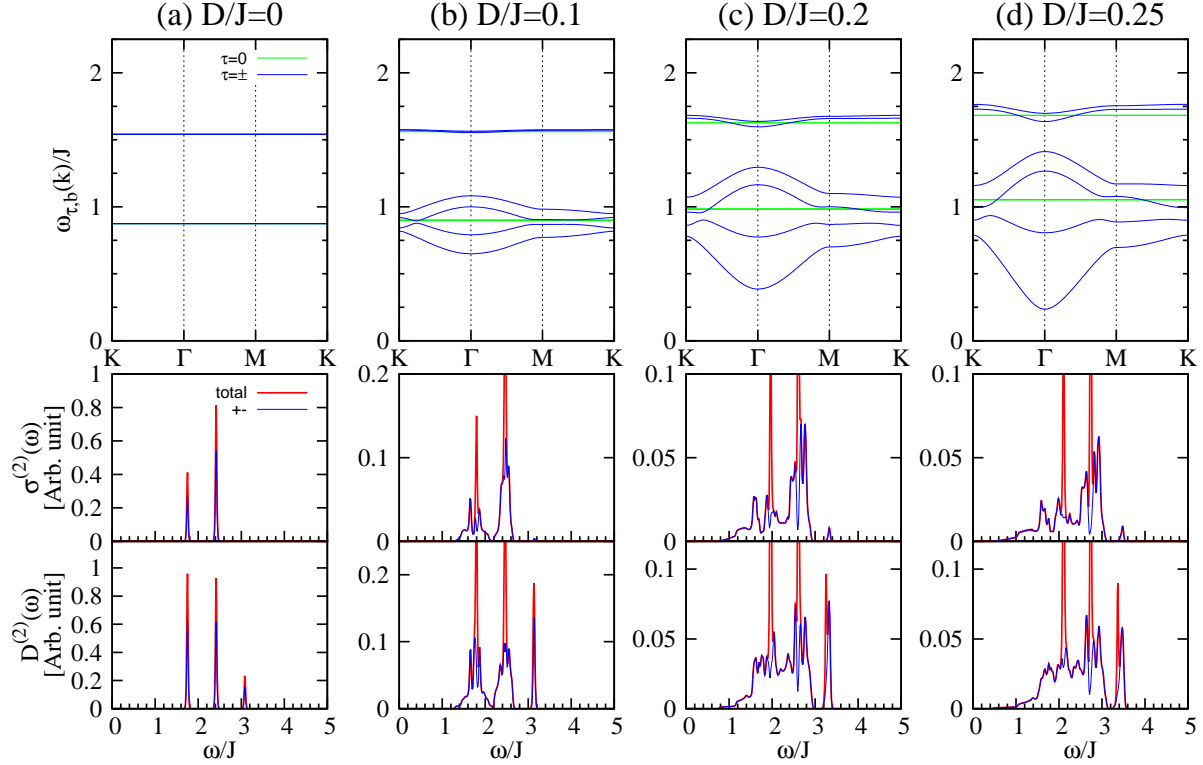 (a) D/J=0 (b) D/J=0.1 (c) D/J=0.2 (d) D/J=0.25
ω_{τ,b}(k)/J
2 2 2 2
1 1 1 1
0 0 0 0
τ=0
τ=±
K Γ M K K Γ M K K Γ M K K Γ M K
σ^{(2)}(ω)
[Arb. unit]
1 0.2 0.1 0.1
0.8
0.6 0.1 0.05 0.05
0.4
0.2
0 0 0 0
total
+-
D^{(2)}(ω)
[Arb. unit]
1 0.2 0.1 0.1
0.8
0.6 0.1 0.05 0.05
0.4
0.2
0 0 0 0
0 1 2 3 4 5 0 1 2 3 4 5 0 1 2 3 4 5 0 1 2 3 4 5
ω/J ω/J ω/J ω/J